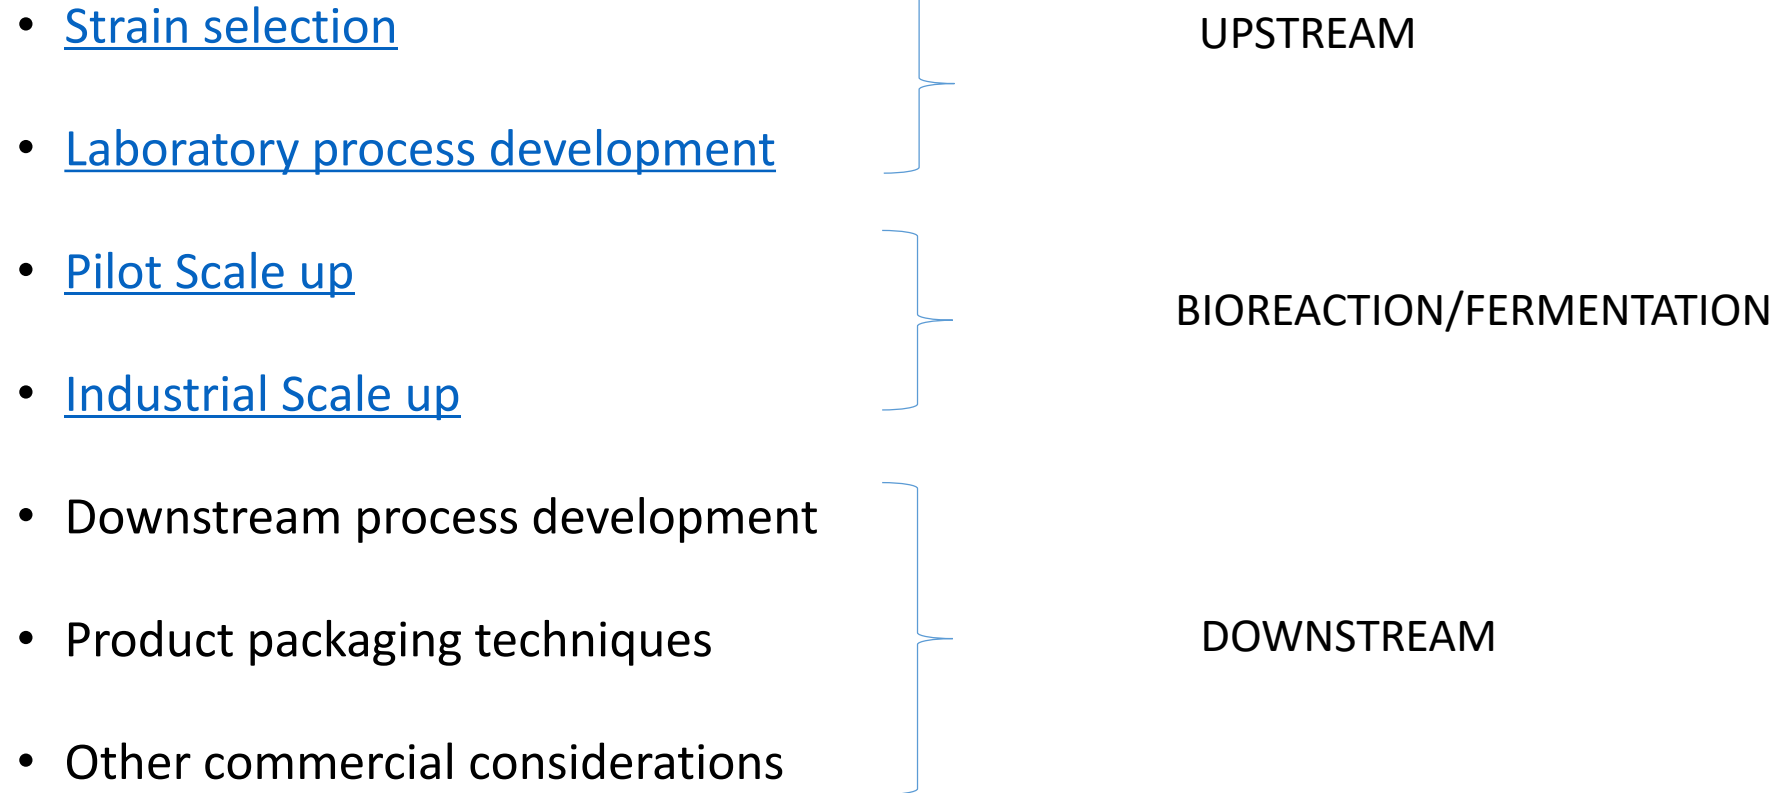 • Strain selection
UPSTREAM
• Laboratory process development
• Pilot Scale up
BIOREACTION/FERMENTATION
• Industrial Scale up
• Downstream process development
• Product packaging techniques
DOWNSTREAM
• Other commercial considerations